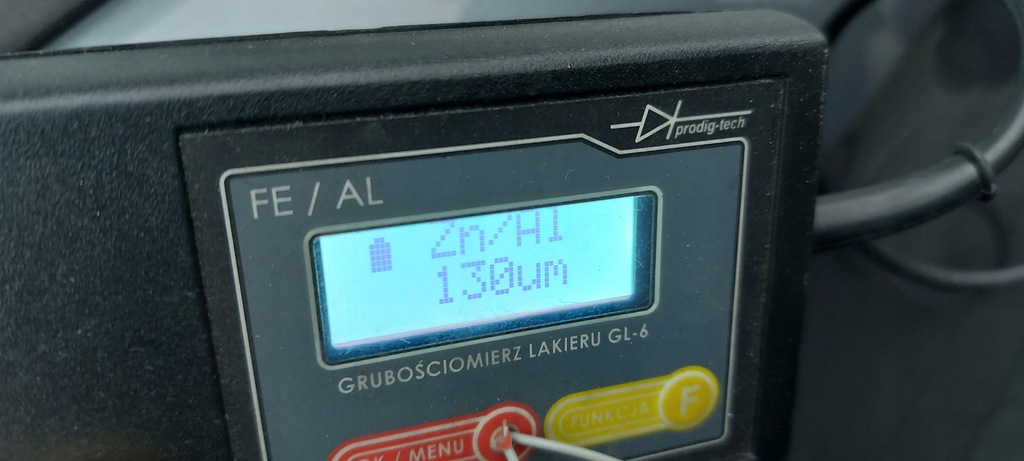 prodig-tech
FE / AL
Zn/Al
130um
GRUBOŚCIOMIERZ LAKIERU GL-6
OK / MENU
FUNKCJA F